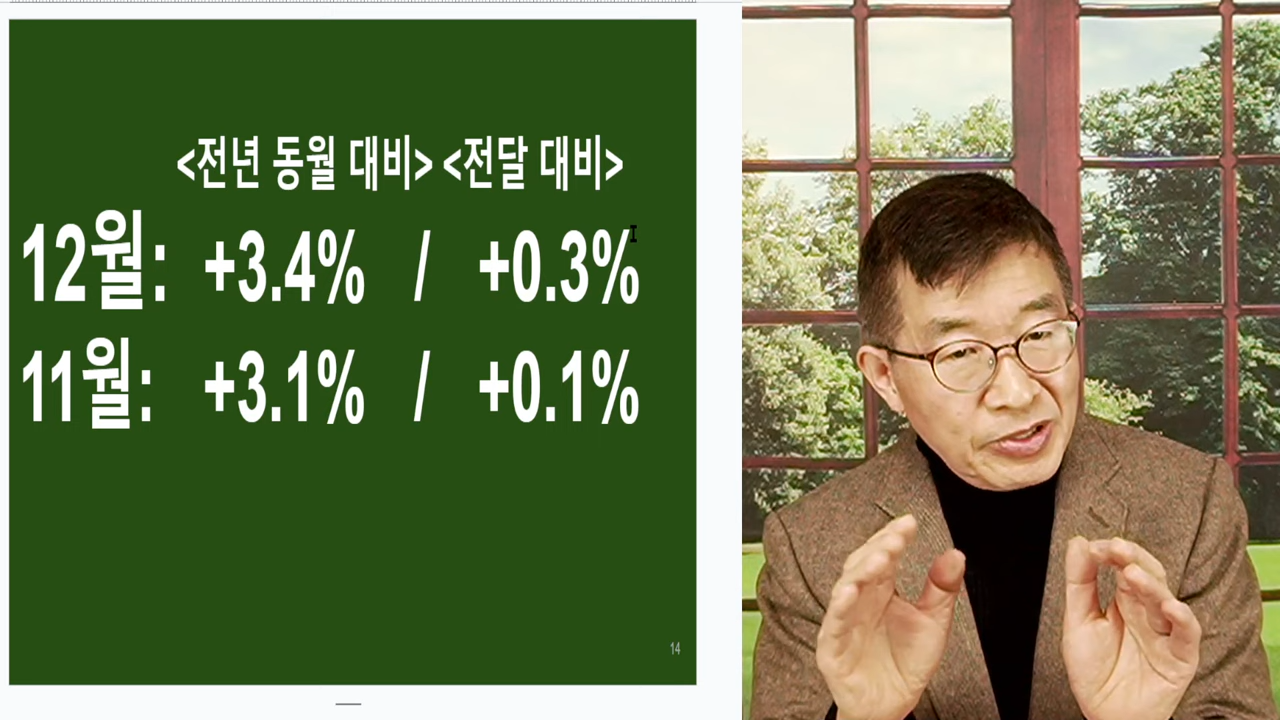 <전년 동월 대비> <전달 대비>
12월: +3.4% / +0.3%
11월: +3.1% / +0.1%
14